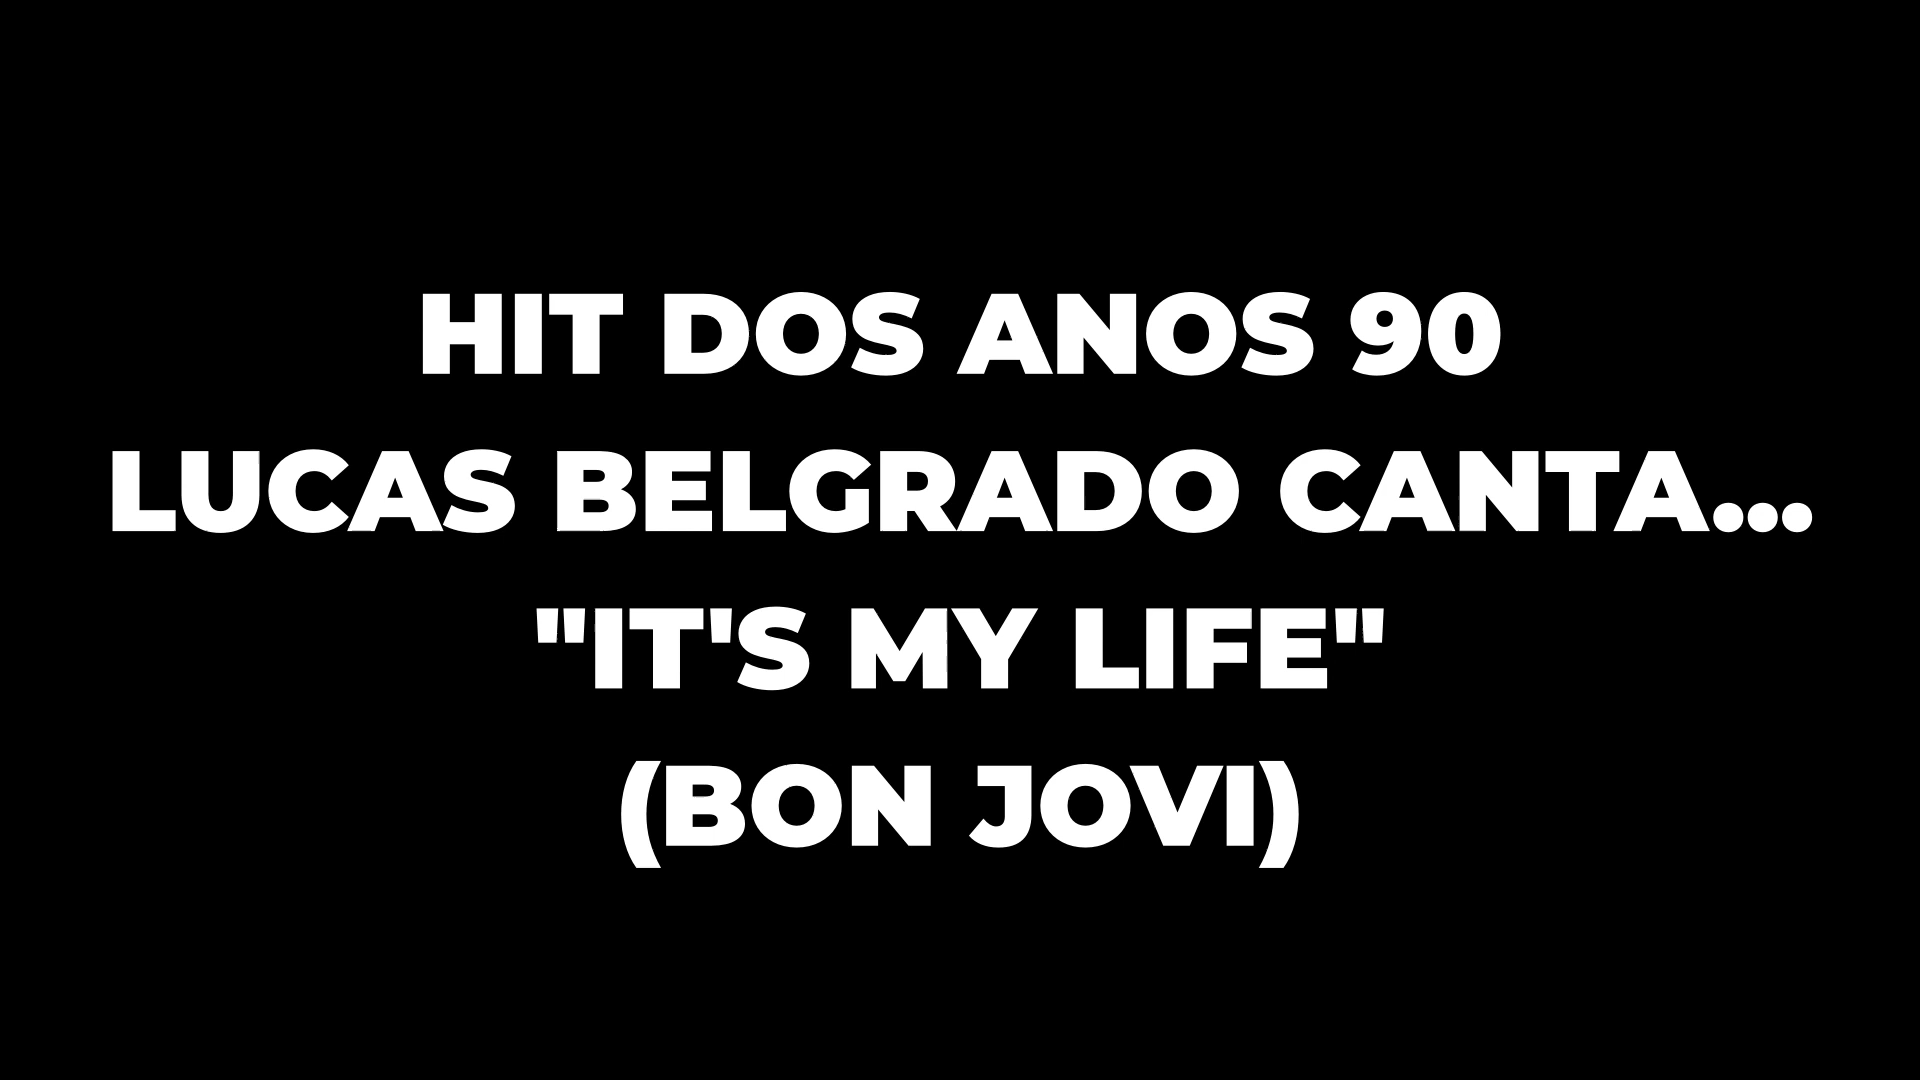 HIT DOS ANOS 90
LUCAS BELGRADO CANTA...
"IT'S MY LIFE"
(BON JOVI)